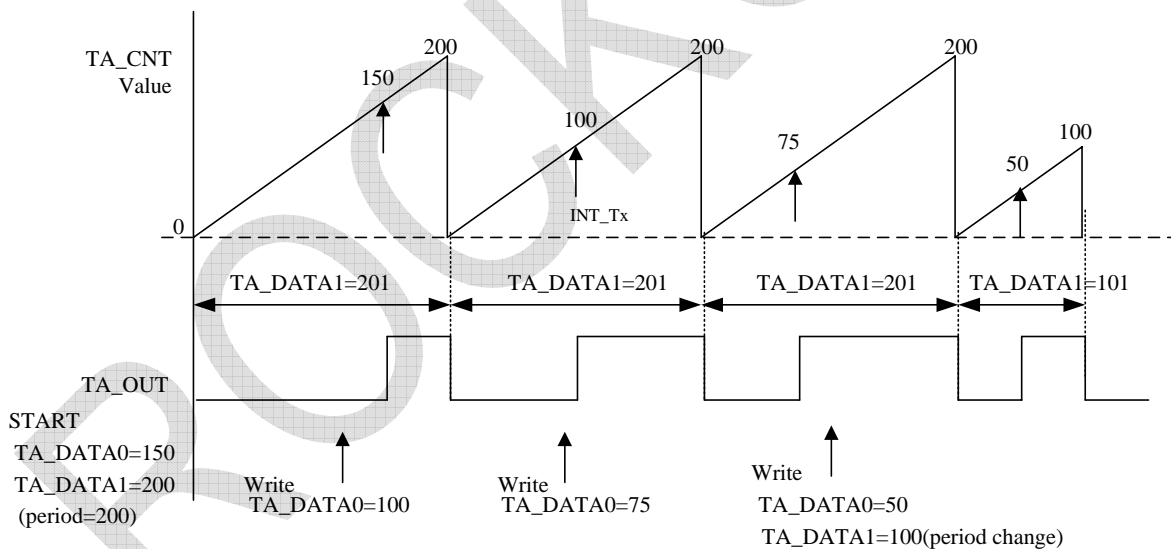 200
200
200
TA_CNT
Value
150
100
75
100
50
INT_Tx
0
TA_DATA1=201
TA_DATA1=201
TA_DATA1=201
TA_DATA1=101
TA_OUT
START
TA_DATA0=150
TA_DATA1=200
(period=200)
Write
TA_DATA0=100
Write
TA_DATA0=75
Write
TA_DATA0=50
TA_DATA1=100(period change)
ROCK